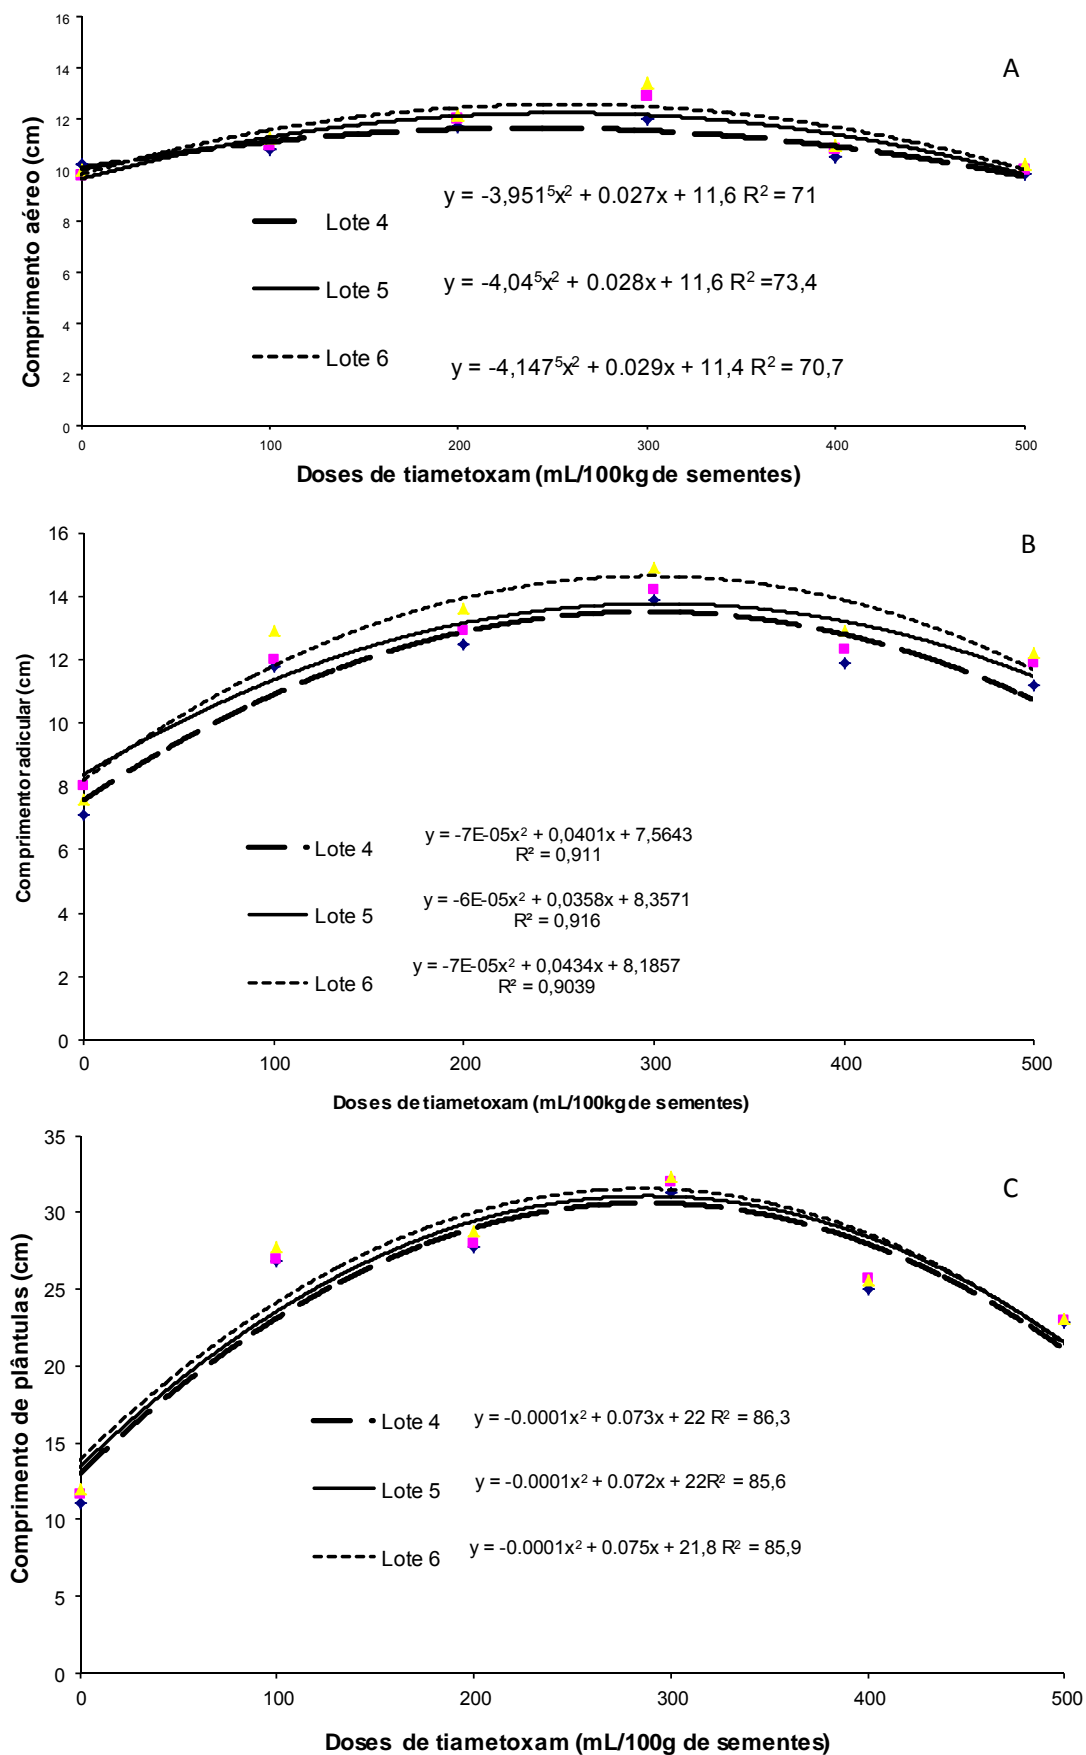 16
A
14
12
10
8
6
4
2
0
Comprimento aéreo (cm)
y = -3,951⁵x² + 0.027x + 11,6 R² = 71
Lote 4
y = -4,04⁵x² + 0.028x + 11,6 R² =73,4
Lote 5
Lote 6
y = -4,147⁵x² + 0.029x + 11,4 R² = 70,7
0 100 200 300 400 500
Doses de tiametoxam (mL/100kg de sementes)
16
B
14
12
10
8
6
4
2
0
Comprimento radicular (cm)
y = -7E-05x² + 0,0401x + 7,5643
Lote 4
R² = 0,911
y = -6E-05x² + 0,0358x + 8,3571
Lote 5
R² = 0,916
y = -7E-05x² + 0,0434x + 8,1857
Lote 6
R² = 0,9039
0 100 200 300 400 500
Doses de tiametoxam (mL/100kg de sementes)
35
C
30
25
20
15
10
5
0
Comprimento de plântulas (cm)
Lote 4 y = -0.0001x² + 0.073x + 22 R² = 86,3
Lote 5 y = -0.0001x² + 0.072x + 22R² = 85,6
Lote 6 y = -0.0001x² + 0.075x + 21,8 R² = 85,9
0 100 200 300 400 500
Doses de tiametoxam (mL/100g de sementes)